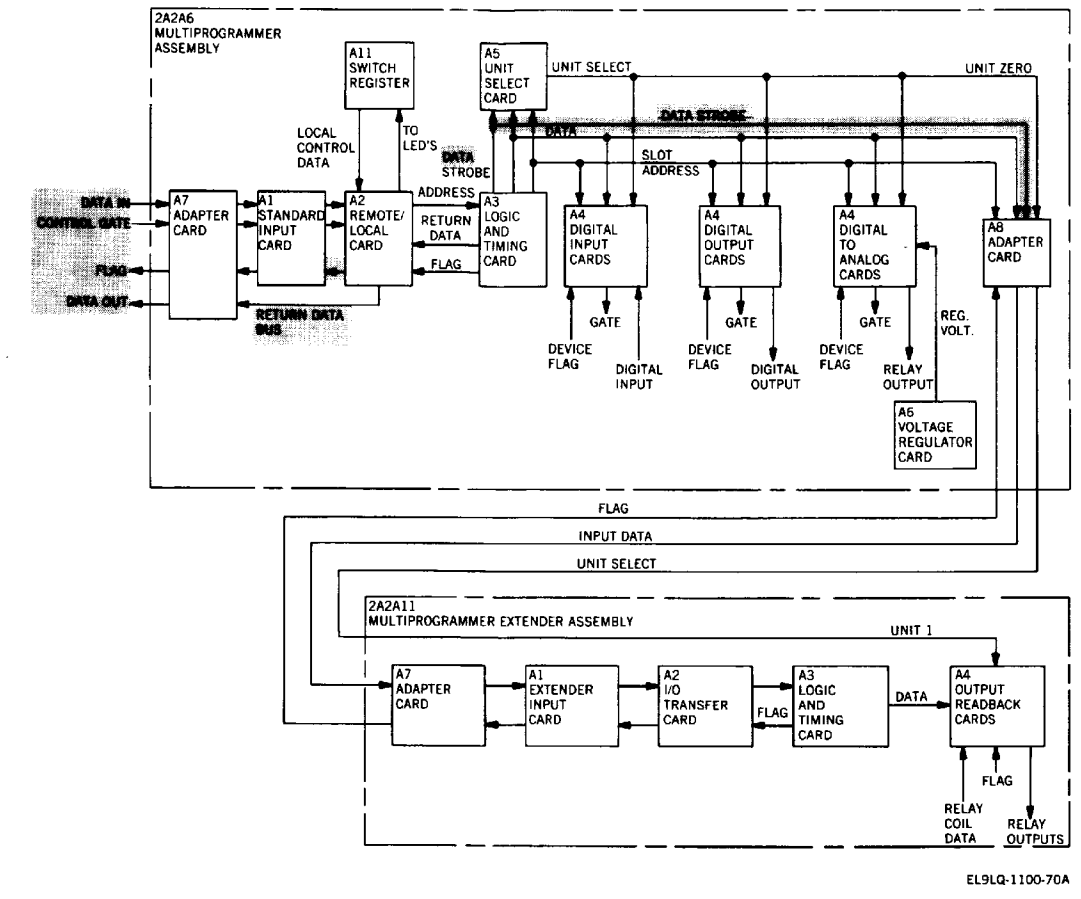 2A2A6
MULTIPROGRAMMER
ASSEMBLY
A11
SWITCH
REGISTER
A5
UNIT
SELECT
CARD
UNIT SELECT
UNIT ZERO
LOCAL
CONTROL
DATA
TO
LED'S
DATA STROBE
DATA
DATA
STROBE
SLOT
ADDRESS
ADDRESS
DATA IN
CONTROL GATE
FLAG
DATA OUT
A7
ADAPTER
CARD
A1
STANDARD
INPUT
CARD
A2
REMOTE/
LOCAL
CARD
RETURN
DATA
FLAG
A3
LOGIC
AND
TIMING
CARD
A4
DIGITAL
INPUT
CARDS
A4
DIGITAL
OUTPUT
CARDS
A4
DIGITAL
TO
ANALOG
CARDS
A8
ADAPTER
CARD
RETURN DATA
BUS
GATE
DEVICE
FLAG
DIGITAL
INPUT
GATE
DEVICE
FLAG
DIGITAL
OUTPUT
GATE
DEVICE
FLAG
RELAY
OUTPUT
REG.
VOLT.
A6
VOLTAGE
REGULATOR
CARD
FLAG
INPUT DATA
UNIT SELECT
2A2A11
MULTIPROGRAMMER EXTENDER ASSEMBLY
UNIT 1
A7
ADAPTER
CARD
A1
EXTENDER
INPUT
CARD
A2
I/O
TRANSFER
CARD
FLAG
A3
LOGIC
AND
TIMING
CARD
DATA
A4
OUTPUT
READBACK
CARDS
RELAY
COIL
DATA
FLAG
RELAY
OUTPUTS
EL9LQ-1100-70A